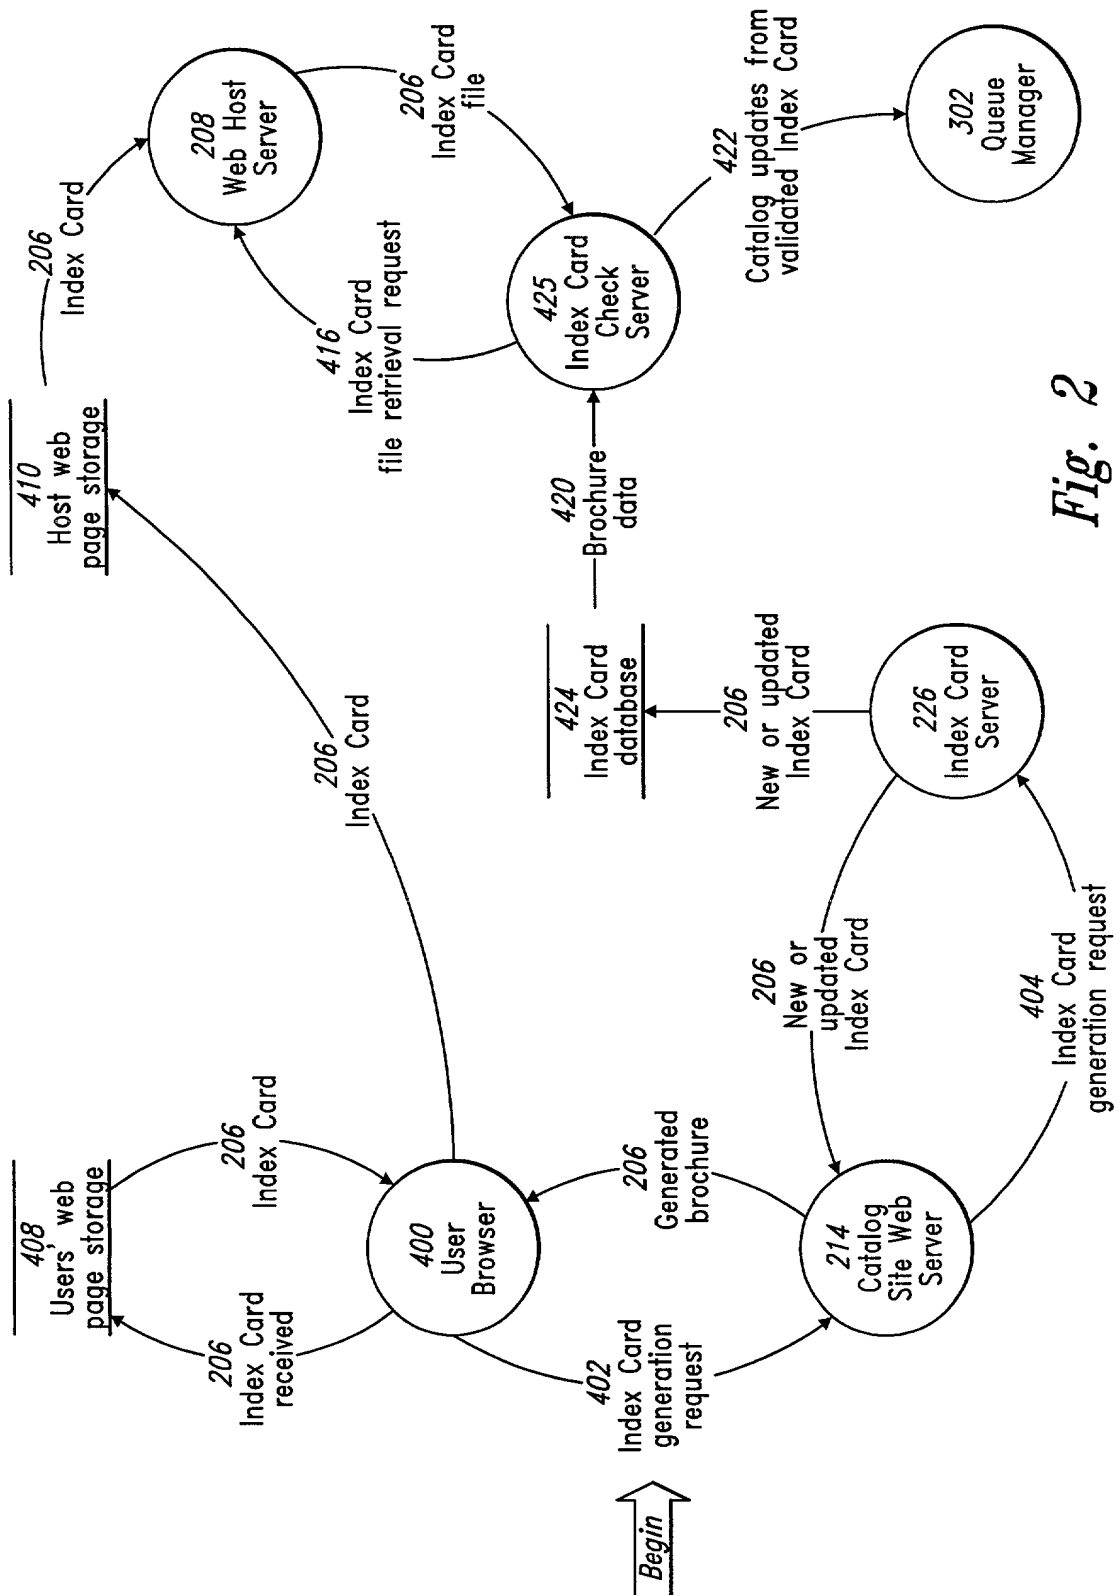 Begin
402
Index Card
generation
request
206
Index Card
received
408
Users' web
page storage
206
Index Card
400
User
Browser
206
Generated
brochure
214
Catalog
Site Web
Server
404
Index Card
generation request
206
New or
updated
Index Card
226
Index Card
Server
206
New or updated
Index Card
424
Index Card
database
420
Brochure
data
206
Index Card
410
Host web
page storage
206
Index Card
208
Web Host
Server
416
Index Card
file retrieval request
206
Index Card
file
425
Index Card
Check
Server
422
Catalog updates from
validated Index Card
302
Queue
Manager
Fig. 2